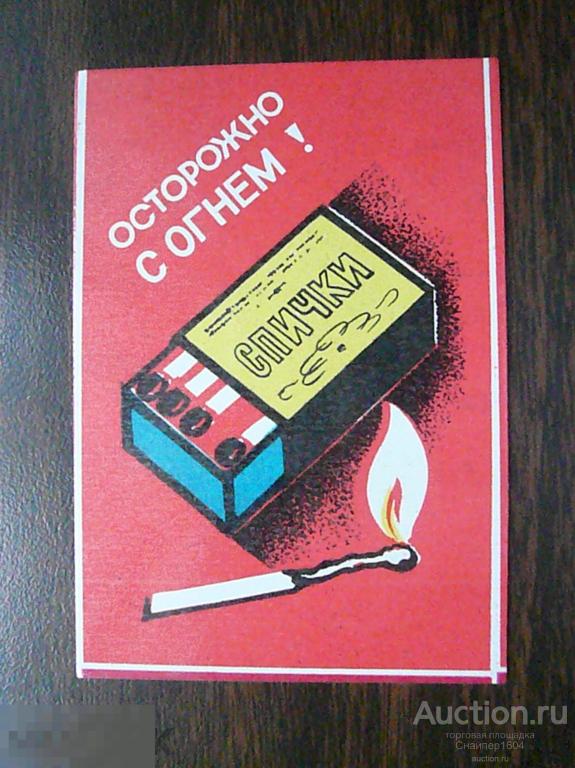 ОСТОРОЖНО
С ОГНЕМ!
СПИЧКИ
Auction.ru
торговая площадка
Снайпер1604
auction.ru